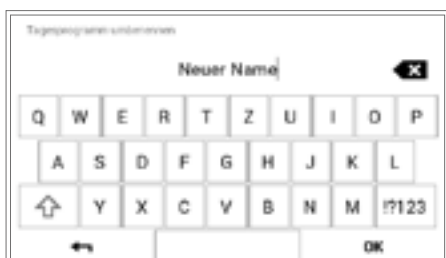 Tagesprogramm umbenennen
Neuer Name
Q W E R T Z U I O P
A S D F G H J K L
Y X C V B N M !?123
OK